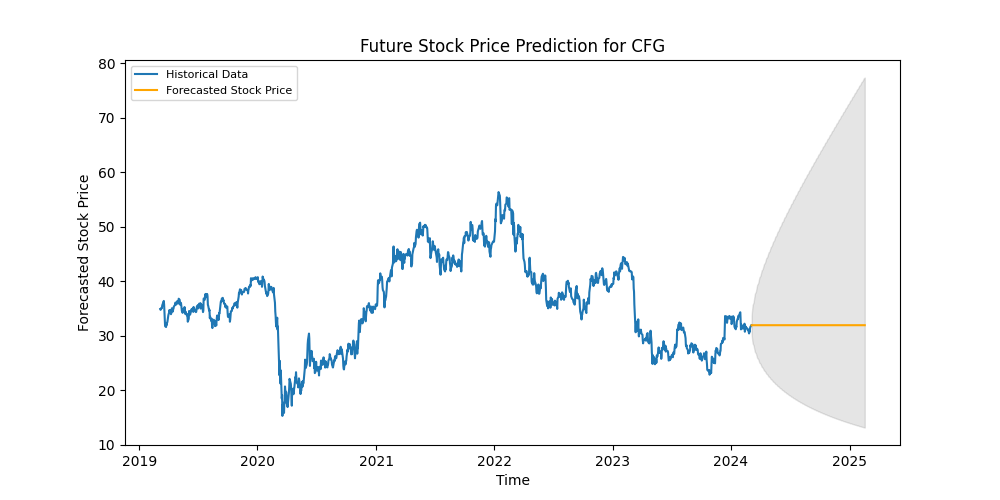 Future Stock Price Prediction for CFG
Historical Data
Forecasted Stock Price
Forecasted Stock Price
80
70
60
50
40
30
20
10
2019 2020 2021 2022 2023 2024 2025
Time